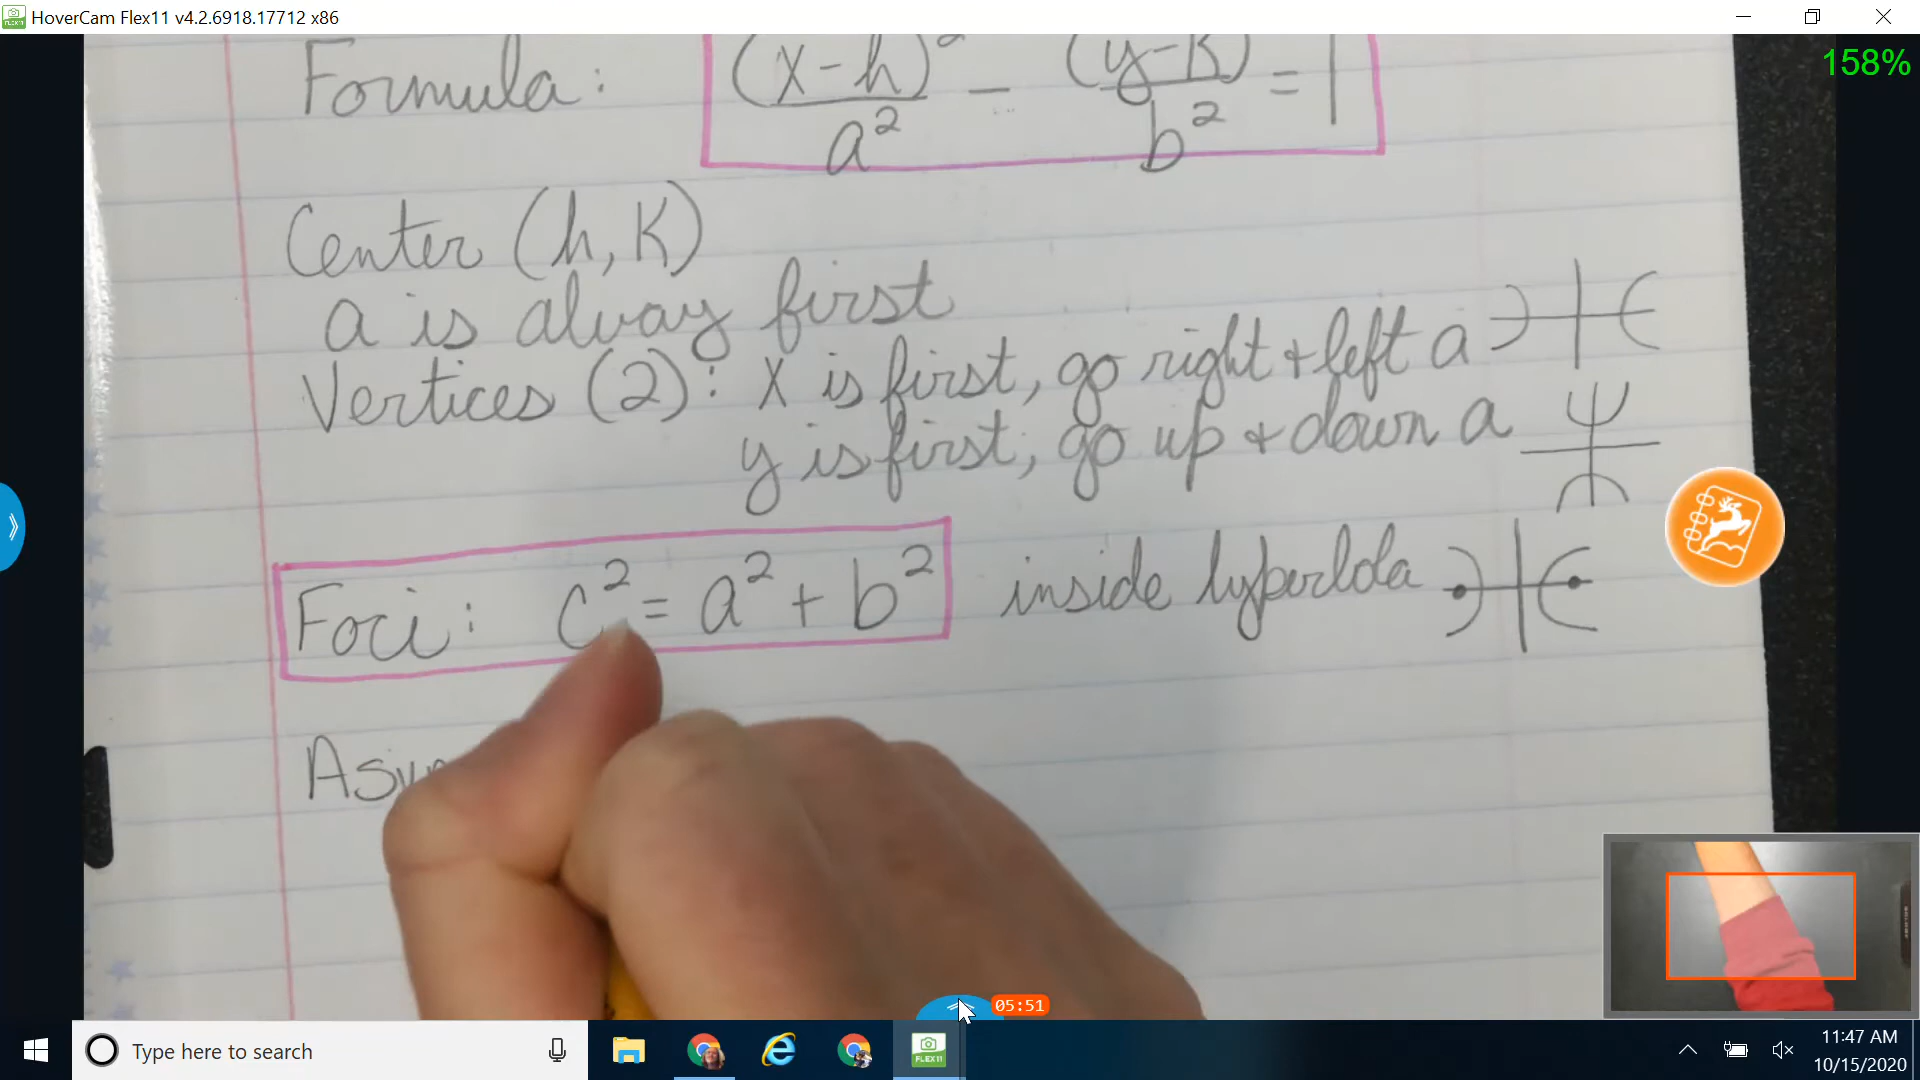 HoverCam Flex11 v4.2.6918.17712 x86
158%
Formula: (x-h)² / a² - (y-k) / b² = 1
Center (h, k)
a is alway first
Vertices (2): x is first, go right + left a
y is first, go up + down a
Foci: c² = a² + b² inside hyperbola
Asym
05:51
Type here to search
FLEX11
11:47 AM
10/15/2020